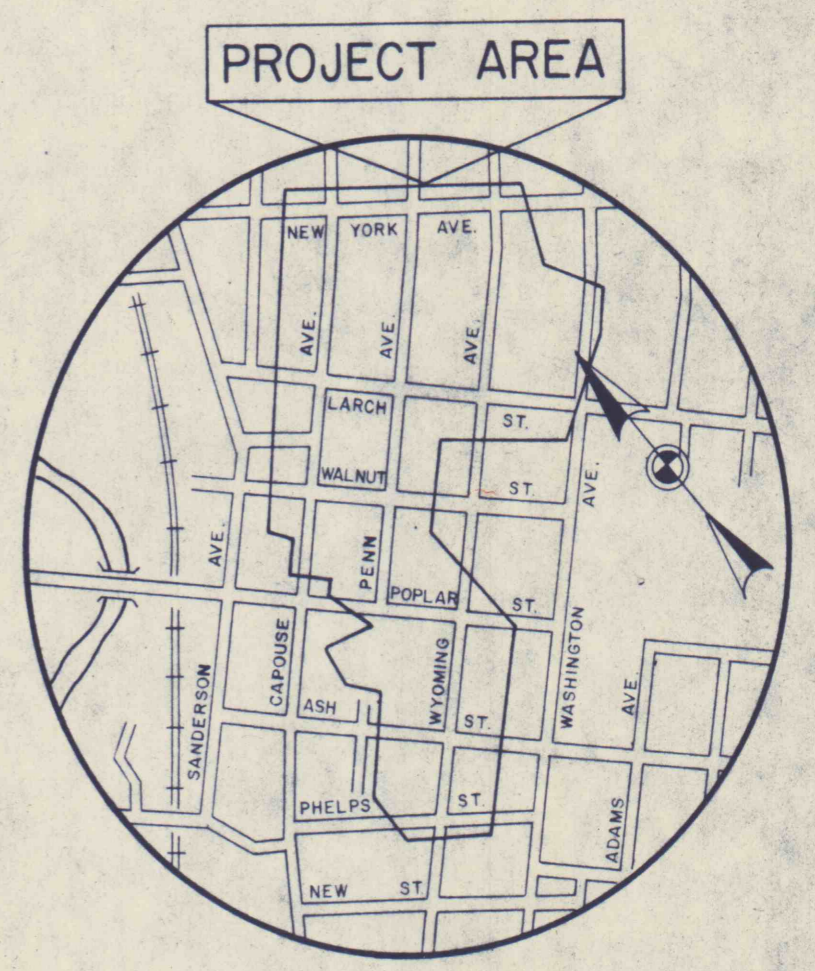 PROJECT AREA
NEW YORK AVE.
AVE.
AVE.
AVE.
LARCH ST.
WALNUT ST.
AVE.
AVE.
PENN
POPLAR ST.
CAPOUSE
WYOMING
WASHINGTON
SANDERSON
ASH ST.
AVE.
PHELPS ST.
ADAMS
NEW ST.